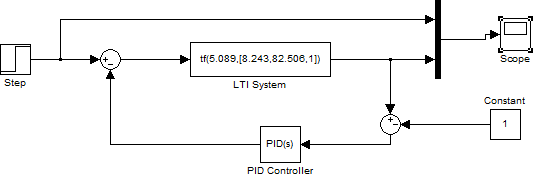 Scope
Step
+
−
tf(5.089,[8.243,82.506,1])
LTI System
Constant
+
−
1
PID(s)
PID Controller